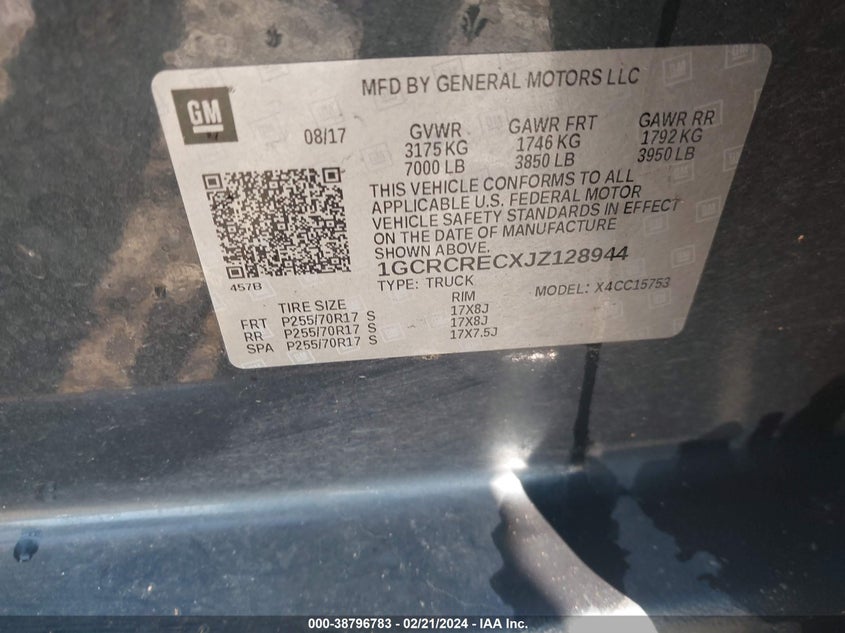 MFD BY GENERAL MOTORS LLC
GM
08/17
GVWR
3175 KG
7000 LB
GAWR FRT
1746 KG
3850 LB
GAWR RR
1792 KG
3950 LB
THIS VEHICLE CONFORMS TO ALL
APPLICABLE U.S. FEDERAL MOTOR
VEHICLE SAFETY STANDARDS IN EFFECT
ON THE DATE OF MANUFACTURE
SHOWN ABOVE.
457B
1GCRCRECXJZ128944
TYPE: TRUCK
MODEL: X4CC15753
TIRE SIZE RIM
FRT P255/70R17 S 17X8J
RR P255/70R17 S 17X8J
SPA P255/70R17 S 17X7.5J
000-38796783 - 02/21/2024 - IAA Inc.